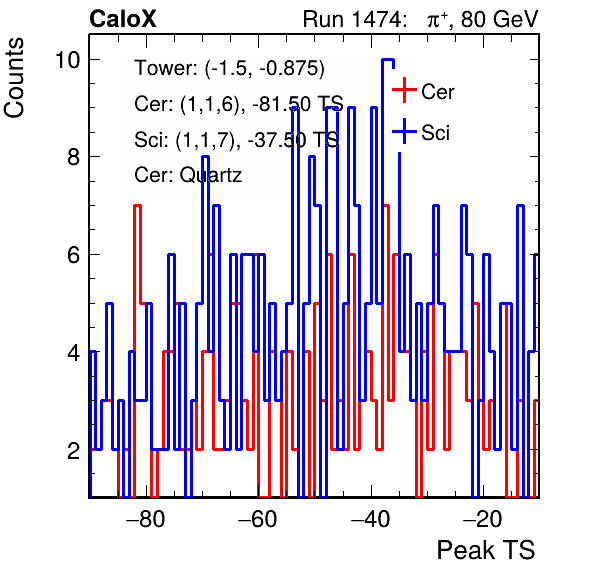 CaloX
Run 1474: π⁺, 80 GeV
Counts
Tower: (-1.5, -0.875)
Cer: (1,1,6), -81.50 TS
Sci: (1,1,7), -37.50 TS
Cer: Quartz
Cer
Sci
10
8
6
4
2
−80 −60 −40 −20
Peak TS